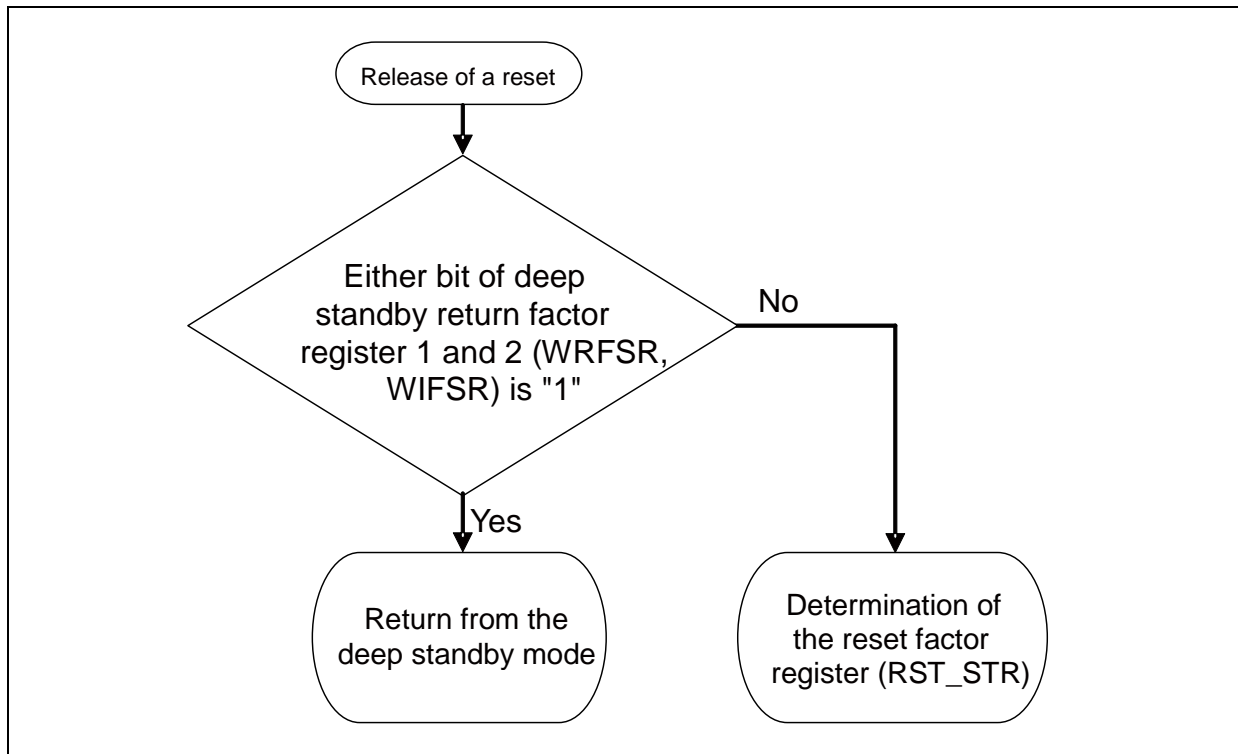 Release of a reset
Either bit of deep
standby return factor
register 1 and 2 (WRFSR,
WIFSR) is "1"
No
Yes
Return from the
deep standby mode
Determination of
the reset factor
register (RST_STR)